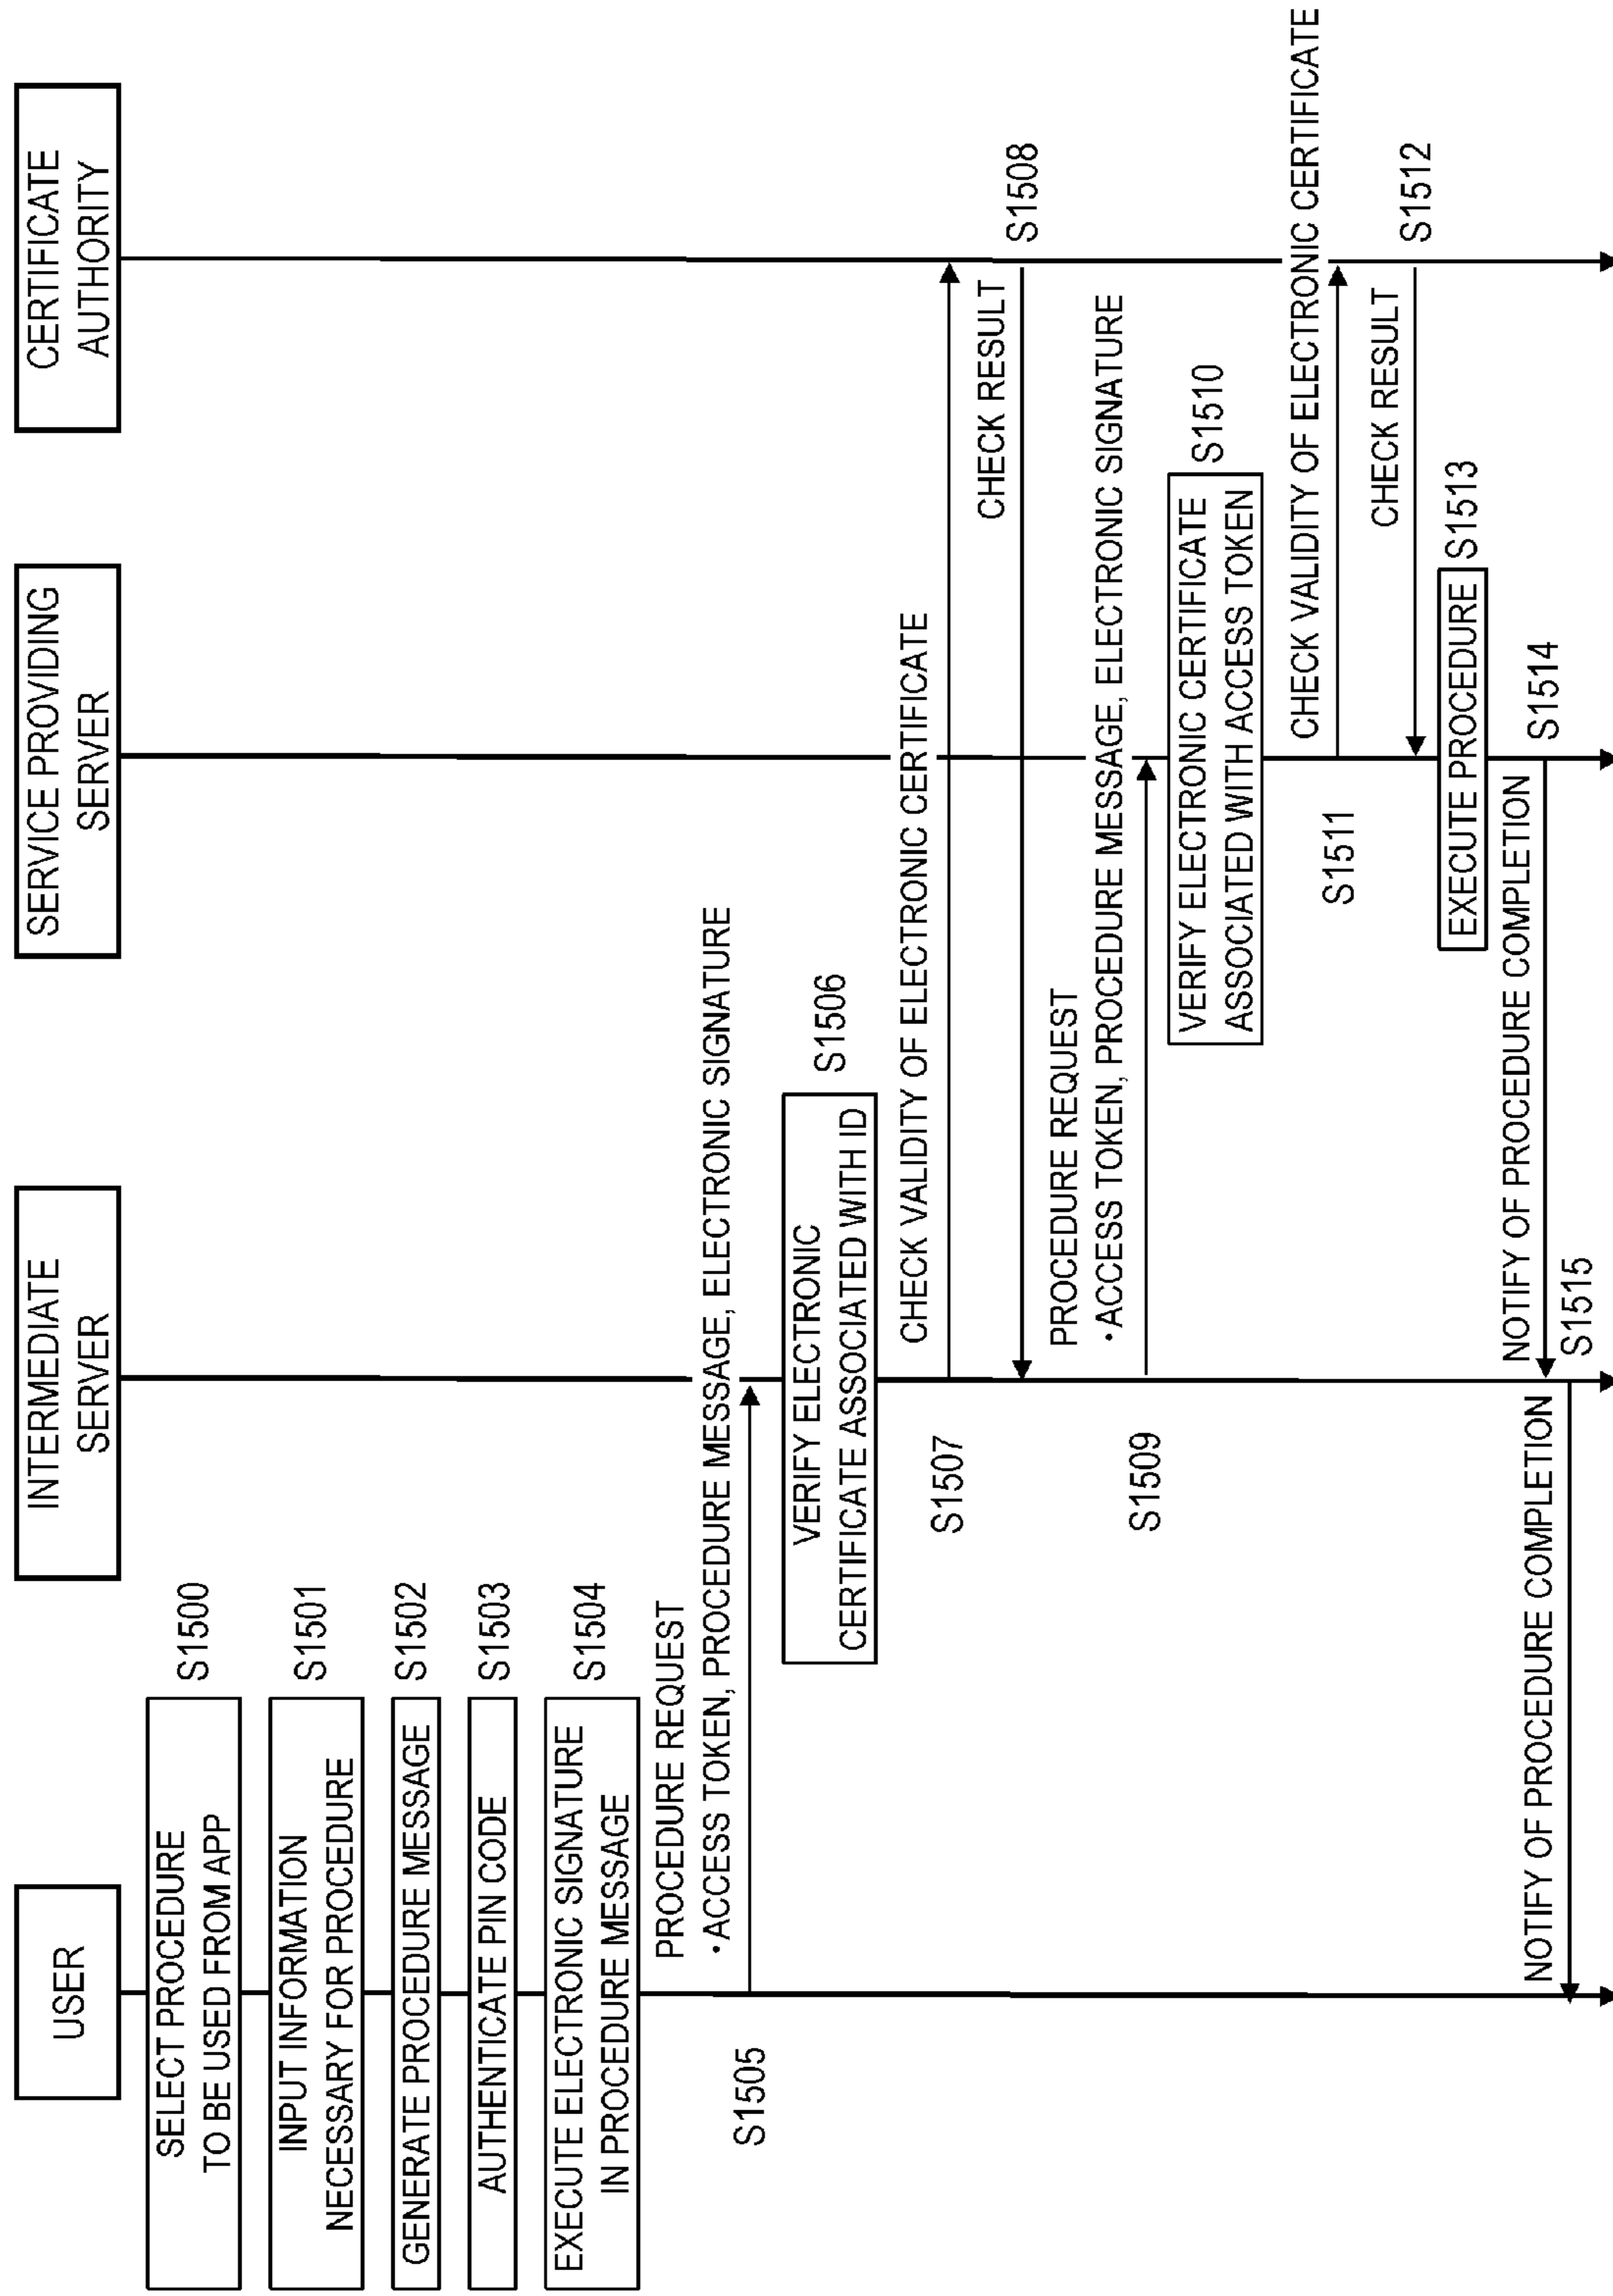 USER
INTERMEDIATE
SERVER
SERVICE PROVIDING
SERVER
CERTIFICATE
AUTHORITY
SELECT PROCEDURE
TO BE USED FROM APP
S1500
INPUT INFORMATION
NECESSARY FOR PROCEDURE
S1501
GENERATE PROCEDURE MESSAGE
S1502
AUTHENTICATE PIN CODE
S1503
EXECUTE ELECTRONIC SIGNATURE
IN PROCEDURE MESSAGE
S1504
PROCEDURE REQUEST
・ACCESS TOKEN, PROCEDURE MESSAGE, ELECTRONIC SIGNATURE
S1505
VERIFY ELECTRONIC
CERTIFICATE ASSOCIATED WITH ID
S1506
CHECK VALIDITY OF ELECTRONIC CERTIFICATE
S1507
CHECK RESULT
S1508
PROCEDURE REQUEST
・ACCESS TOKEN, PROCEDURE MESSAGE, ELECTRONIC SIGNATURE
S1509
VERIFY ELECTRONIC CERTIFICATE
ASSOCIATED WITH ACCESS TOKEN
S1510
CHECK VALIDITY OF ELECTRONIC CERTIFICATE
S1511
CHECK RESULT
S1512
EXECUTE PROCEDURE
S1513
NOTIFY OF PROCEDURE COMPLETION
S1514
NOTIFY OF PROCEDURE COMPLETION
S1515